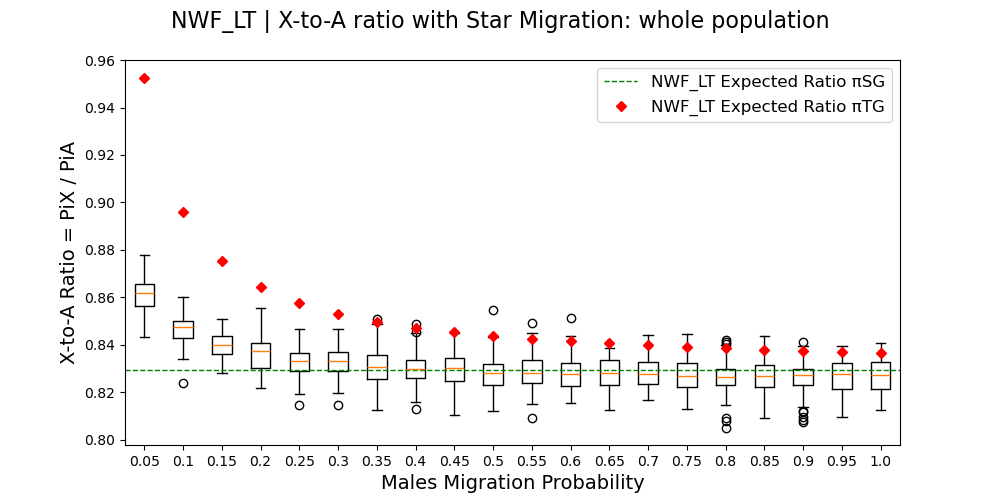 NWF_LT | X-to-A ratio with Star Migration: whole population
NWF_LT Expected Ratio πSG
NWF_LT Expected Ratio πTG
X-to-A Ratio = PiX / PiA
0.96
0.94
0.92
0.90
0.88
0.86
0.84
0.82
0.80
0.05 0.1 0.15 0.2 0.25 0.3 0.35 0.4 0.45 0.5 0.55 0.6 0.65 0.7 0.75 0.8 0.85 0.9 0.95 1.0
Males Migration Probability